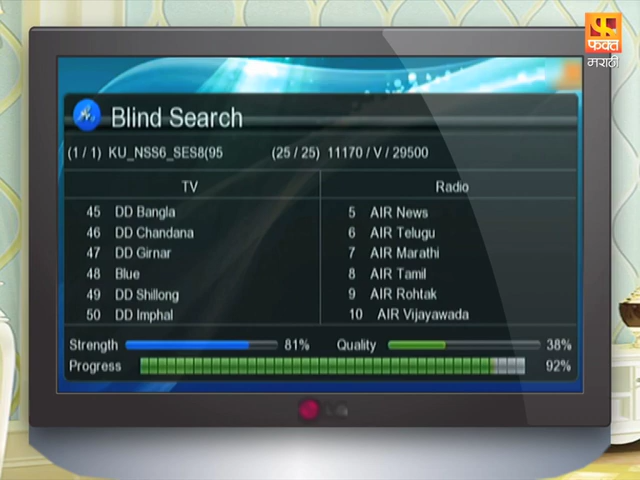 फक्त
मराठी
Blind Search
(1 / 1) KU_NSS6_SES8(95 (25 / 25) 11170 / V / 29500
TV Radio
45 DD Bangla 5 AIR News
46 DD Chandana 6 AIR Telugu
47 DD Girnar 7 AIR Marathi
48 Blue 8 AIR Tamil
49 DD Shillong 9 AIR Rohtak
50 DD Imphal 10 AIR Vijayawada
Strength 81% Quality 38%
Progress 92%
LG